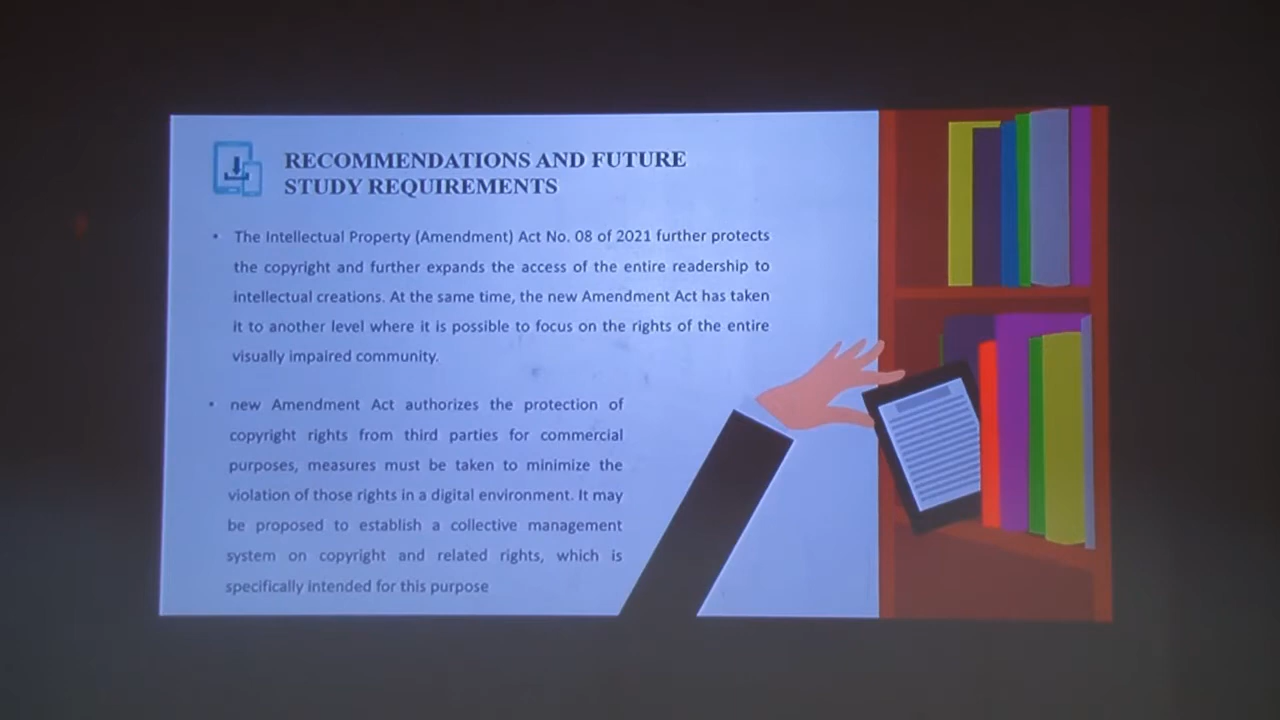 RECOMMENDATIONS AND FUTURE
STUDY REQUIREMENTS
• The Intellectual Property (Amendment) Act No. 08 of 2021 further protects
the copyright and further expands the access of the entire readership to
intellectual creations. At the same time, the new Amendment Act has taken
it to another level where it is possible to focus on the rights of the entire
visually impaired community.
• new Amendment Act authorizes the protection of
copyright rights from third parties for commercial
purposes, measures must be taken to minimize the
violation of those rights in a digital environment. It may
be proposed to establish a collective management
system on copyright and related rights, which is
specifically intended for this purpose